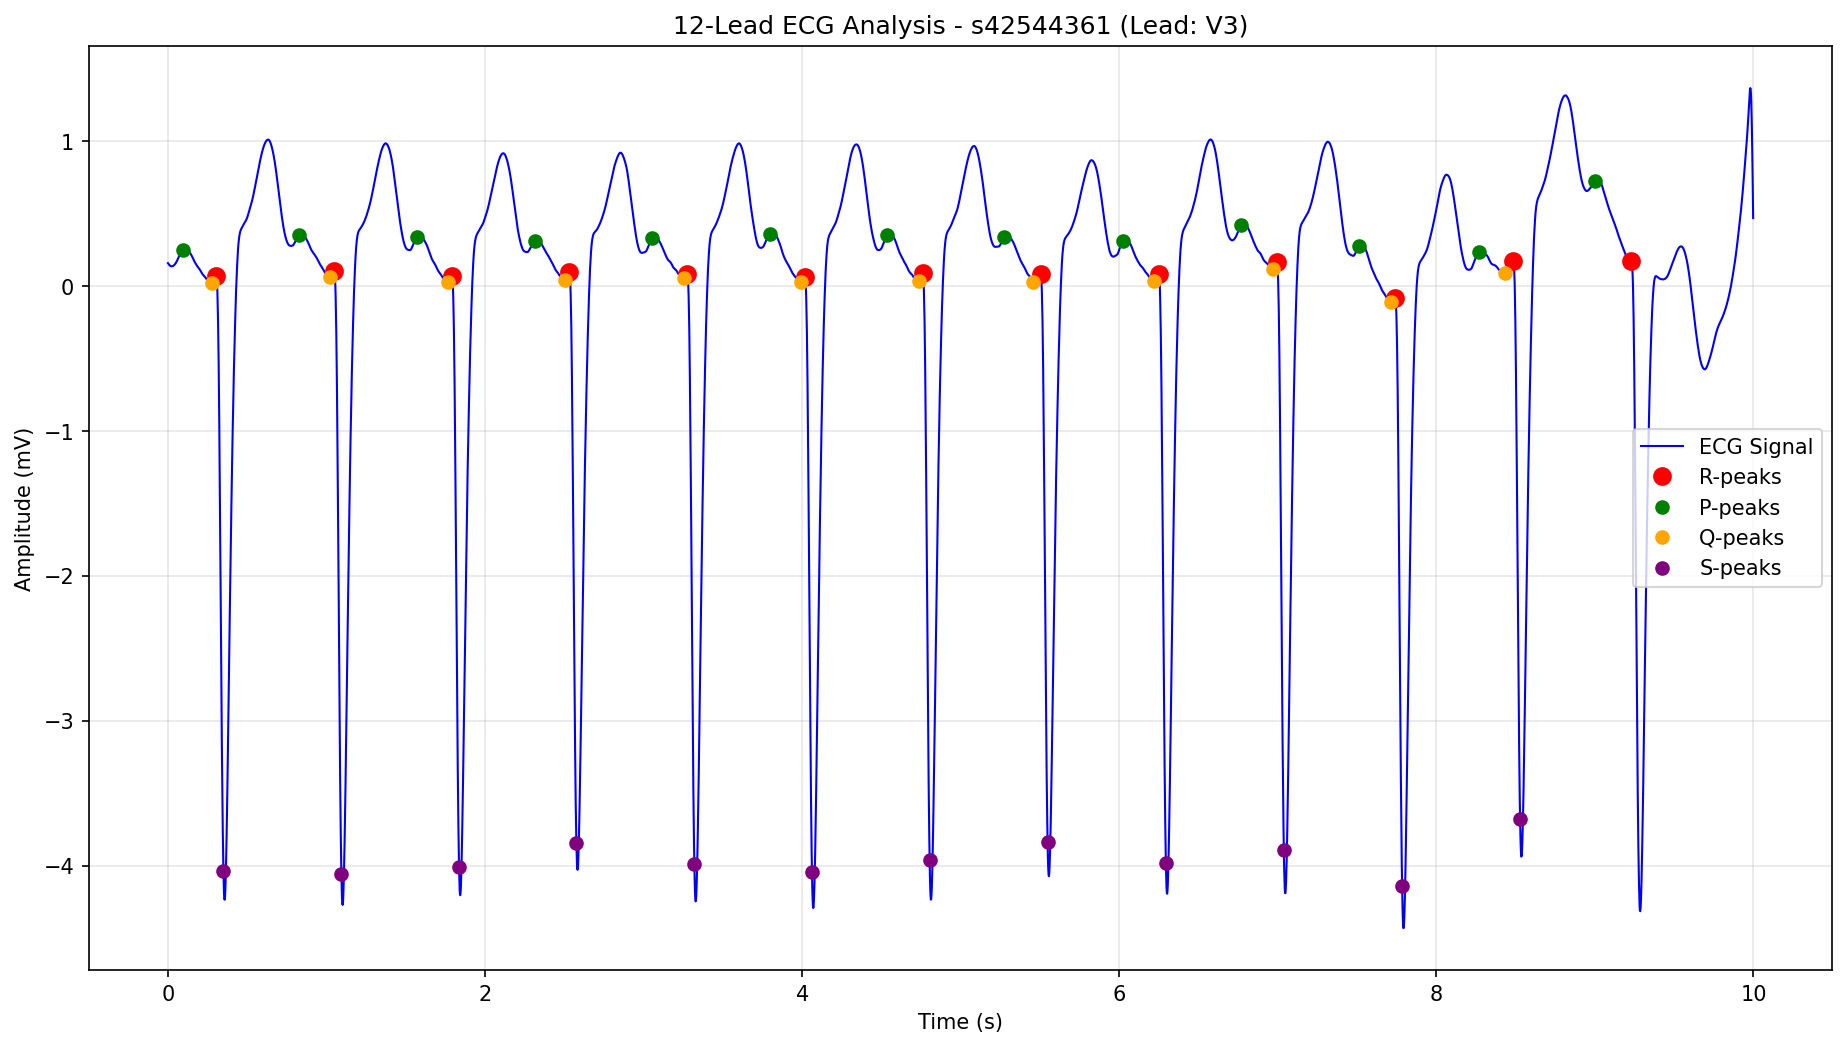 12-Lead ECG Analysis - s42544361 (Lead: V3)
Amplitude (mV)
1
0
−1
−2
−3
−4
ECG Signal
R-peaks
P-peaks
Q-peaks
S-peaks
0 2 4 6 8 10
Time (s)